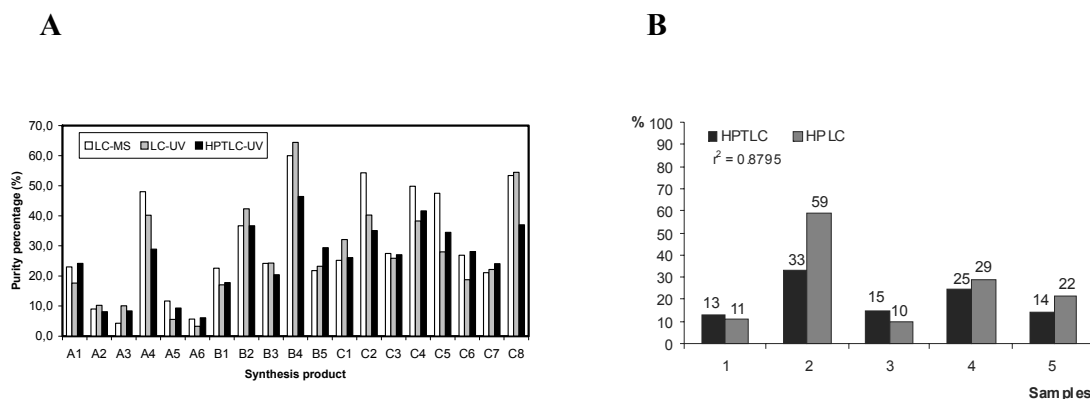 A
70,0
60,0
50,0
40,0
30,0
20,0
10,0
0,0
Purity percentage (%)
LC-MS LC-UV HPTLC-UV
A1 A2 A3 A4 A5 A6 B1 B2 B3 B4 B5 C1 C2 C3 C4 C5 C6 C7 C8
Synthesis product
B
%
100
90
80
70
60
50
40
30
20
10
0
HPTLC HPLC
r² = 0.8795
13 11 33 59 15 10 25 29 14 22
1 2 3 4 5
Samples